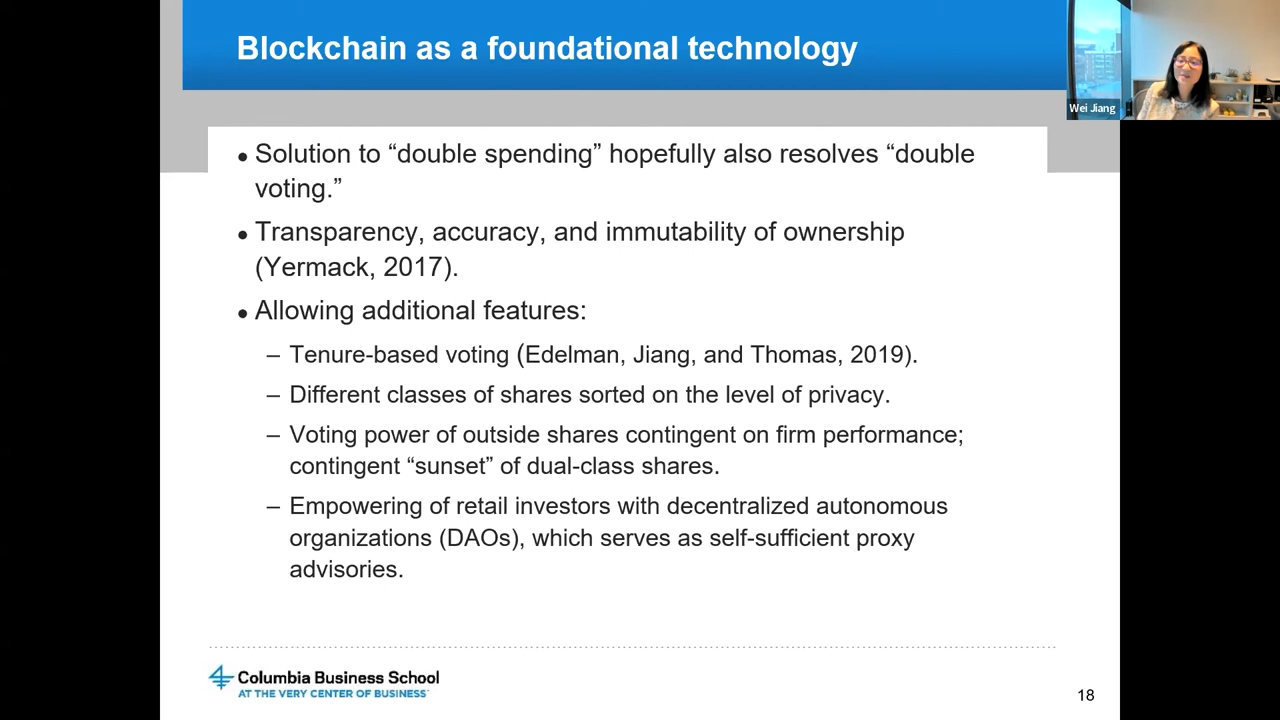 Blockchain as a foundational technology
Wei Jiang
• Solution to “double spending” hopefully also resolves “double
voting.”
• Transparency, accuracy, and immutability of ownership
(Yermack, 2017).
• Allowing additional features:
– Tenure-based voting (Edelman, Jiang, and Thomas, 2019).
– Different classes of shares sorted on the level of privacy.
– Voting power of outside shares contingent on firm performance;
contingent “sunset” of dual-class shares.
– Empowering of retail investors with decentralized autonomous
organizations (DAOs), which serves as self-sufficient proxy
advisories.
Columbia Business School
AT THE VERY CENTER OF BUSINESS™
18